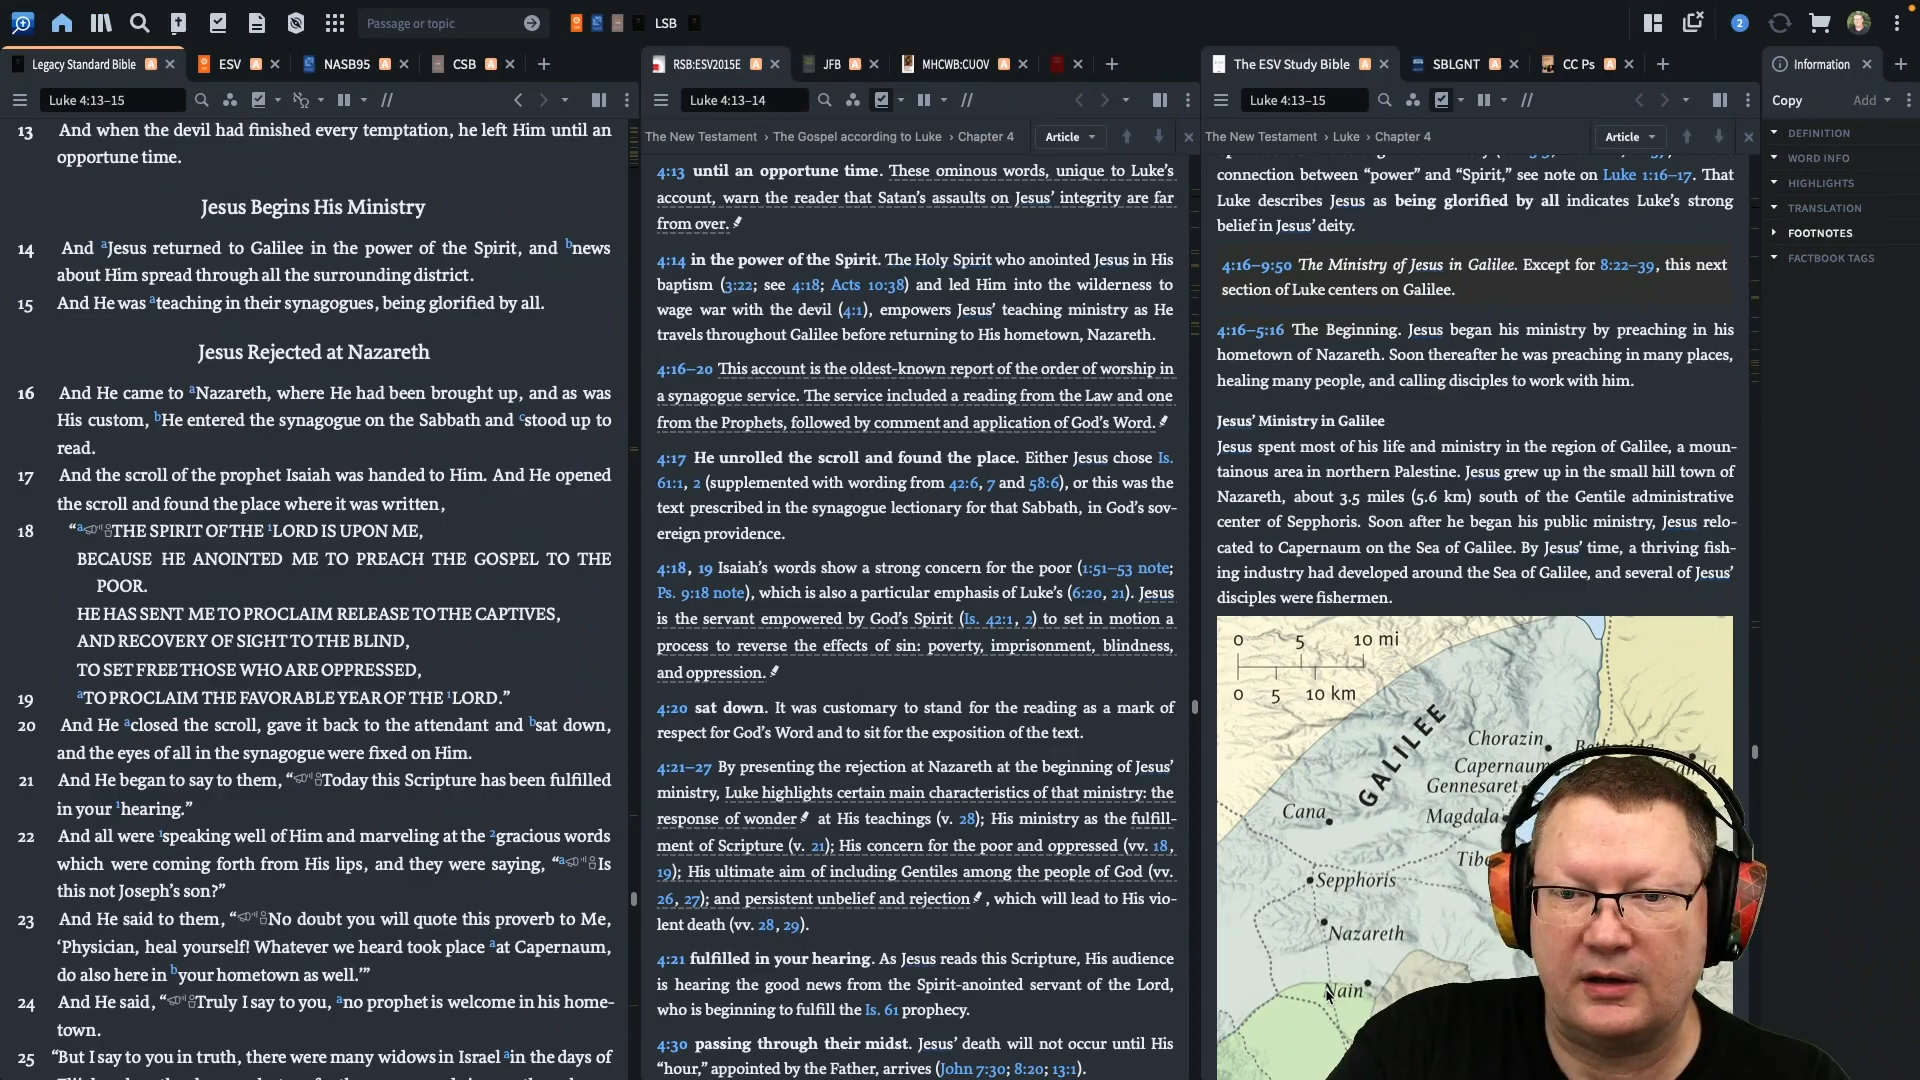 Passage or topic
LSB
2
Legacy Standard Bible A
ESV A
NASB95 A
CSB A
RSB:ESV2015E A
JFB A
MHCWB:CUOV A
A
The ESV Study Bible A
SBLGNT A
CC Ps A
Information
Luke 4:13–15
Luke 4:13–14
Luke 4:13–15
Copy
Add
13 And when the devil had finished every temptation, he left Him until an
opportune time.
Jesus Begins His Ministry
14 And aJesus returned to Galilee in the power of the Spirit, and bnews
about Him spread through all the surrounding district.
15 And He was ateaching in their synagogues, being glorified by all.
Jesus Rejected at Nazareth
16 And He came to aNazareth, where He had been brought up, and as was
His custom, bHe entered the synagogue on the Sabbath and cstood up to
read.
17 And the scroll of the prophet Isaiah was handed to Him. And He opened
the scroll and found the place where it was written,
18 “aTHE SPIRIT OF THE 1LORD IS UPON ME,
BECAUSE HE ANOINTED ME TO PREACH THE GOSPEL TO THE
POOR.
HE HAS SENT ME TO PROCLAIM RELEASE TO THE CAPTIVES,
AND RECOVERY OF SIGHT TO THE BLIND,
TO SET FREE THOSE WHO ARE OPPRESSED,
19 aTO PROCLAIM THE FAVORABLE YEAR OF THE 1LORD.”
20 And He aclosed the scroll, gave it back to the attendant and bsat down,
and the eyes of all in the synagogue were fixed on Him.
21 And He began to say to them, “Today this Scripture has been fulfilled
in your 1hearing.”
22 And all were 1speaking well of Him and marveling at the 2gracious words
which were coming forth from His lips, and they were saying, “aIs
this not Joseph’s son?”
23 And He said to them, “No doubt you will quote this proverb to Me,
‘Physician, heal yourself! Whatever we heard took place aat Capernaum,
do also here in byour hometown as well.’”
24 And He said, “Truly I say to you, ano prophet is welcome in his home-
town.
25 “But I say to you in truth, there were many widows in Israel ain the days of
The New Testament › The Gospel according to Luke › Chapter 4
Article
4:13 until an opportune time. These ominous words, unique to Luke’s
account, warn the reader that Satan’s assaults on Jesus’ integrity are far
from over.
4:14 in the power of the Spirit. The Holy Spirit who anointed Jesus in His
baptism (3:22; see 4:18; Acts 10:38) and led Him into the wilderness to
wage war with the devil (4:1), empowers Jesus’ teaching ministry as He
travels throughout Galilee before returning to His hometown, Nazareth.
4:16–20 This account is the oldest-known report of the order of worship in
a synagogue service. The service included a reading from the Law and one
from the Prophets, followed by comment and application of God’s Word.
4:17 He unrolled the scroll and found the place. Either Jesus chose Is.
61:1, 2 (supplemented with wording from 42:6, 7 and 58:6), or this was the
text prescribed in the synagogue lectionary for that Sabbath, in God’s sov-
ereign providence.
4:18, 19 Isaiah’s words show a strong concern for the poor (1:51–53 note;
Ps. 9:18 note), which is also a particular emphasis of Luke’s (6:20, 21). Jesus
is the servant empowered by God’s Spirit (Is. 42:1, 2) to set in motion a
process to reverse the effects of sin: poverty, imprisonment, blindness,
and oppression.
4:20 sat down. It was customary to stand for the reading as a mark of
respect for God’s Word and to sit for the exposition of the text.
4:21–27 By presenting the rejection at Nazareth at the beginning of Jesus’
ministry, Luke highlights certain main characteristics of that ministry: the
response of wonder at His teachings (v. 28); His ministry as the fulfill-
ment of Scripture (v. 21); His concern for the poor and oppressed (vv. 18,
19); His ultimate aim of including Gentiles among the people of God (vv.
26, 27); and persistent unbelief and rejection, which will lead to His vio-
lent death (vv. 28, 29).
4:21 fulfilled in your hearing. As Jesus reads this Scripture, His audience
is hearing the good news from the Spirit-anointed servant of the Lord,
who is beginning to fulfill the Is. 61 prophecy.
4:30 passing through their midst. Jesus’ death will not occur until His
“hour,” appointed by the Father, arrives (John 7:30; 8:20; 13:1).
The New Testament › Luke › Chapter 4
Article
connection between “power” and “Spirit,” see note on Luke 1:16–17. That
Luke describes Jesus as being glorified by all indicates Luke’s strong
belief in Jesus’ deity.
4:16–9:50 The Ministry of Jesus in Galilee. Except for 8:22–39, this next
section of Luke centers on Galilee.
4:16–5:16 The Beginning. Jesus began his ministry by preaching in his
hometown of Nazareth. Soon thereafter he was preaching in many places,
healing many people, and calling disciples to work with him.
Jesus’ Ministry in Galilee
Jesus spent most of his life and ministry in the region of Galilee, a moun-
tainous area in northern Palestine. Jesus grew up in the small hill town of
Nazareth, about 3.5 miles (5.6 km) south of the Gentile administrative
center of Sepphoris. Soon after he began his public ministry, Jesus relo-
cated to Capernaum on the Sea of Galilee. By Jesus’ time, a thriving fish-
ing industry had developed around the Sea of Galilee, and several of Jesus’
disciples were fishermen.
0 5 10 mi
0 5 10 km
GALILEE
Chorazin
Capernaum
Gennesaret
Cana
Magdala
Sepphoris
Nazareth
Nain
DEFINITION
WORD INFO
HIGHLIGHTS
TRANSLATION
FOOTNOTES
FACTBOOK TAGS